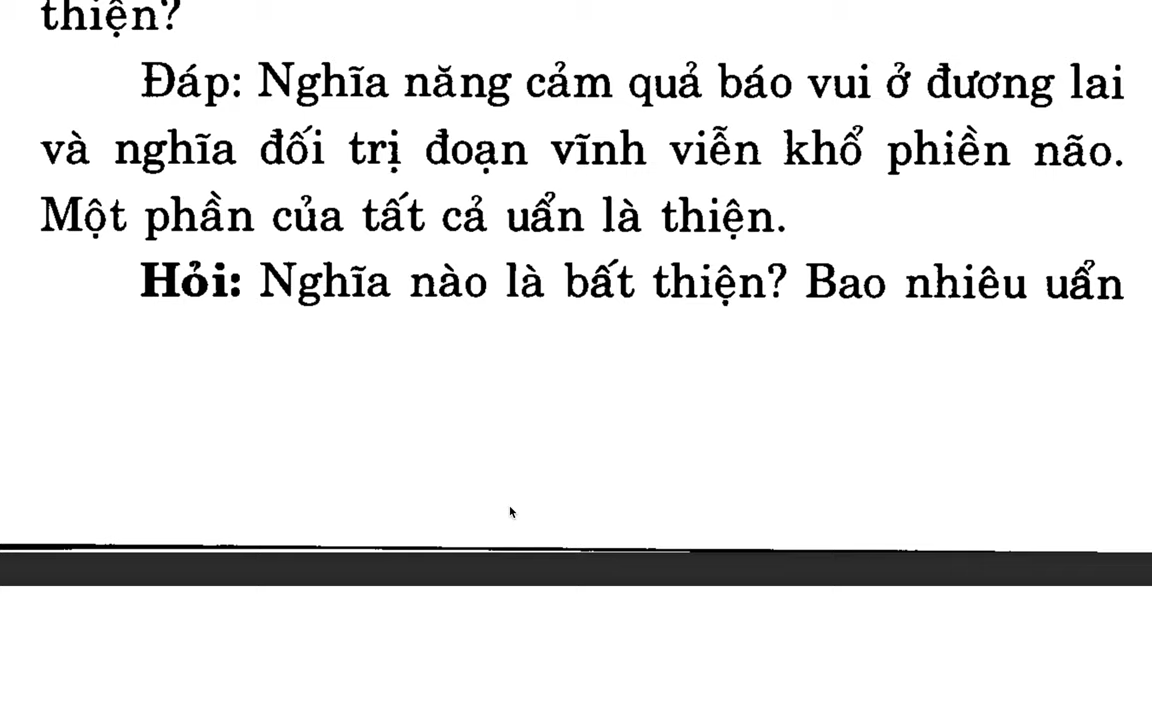 thiện?
Đáp: Nghĩa năng cảm quả báo vui ở đương lai
và nghĩa đối trị đoạn vĩnh viễn khổ phiền não.
Một phần của tất cả uẩn là thiện.
Hỏi: Nghĩa nào là bất thiện? Bao nhiêu uẩn